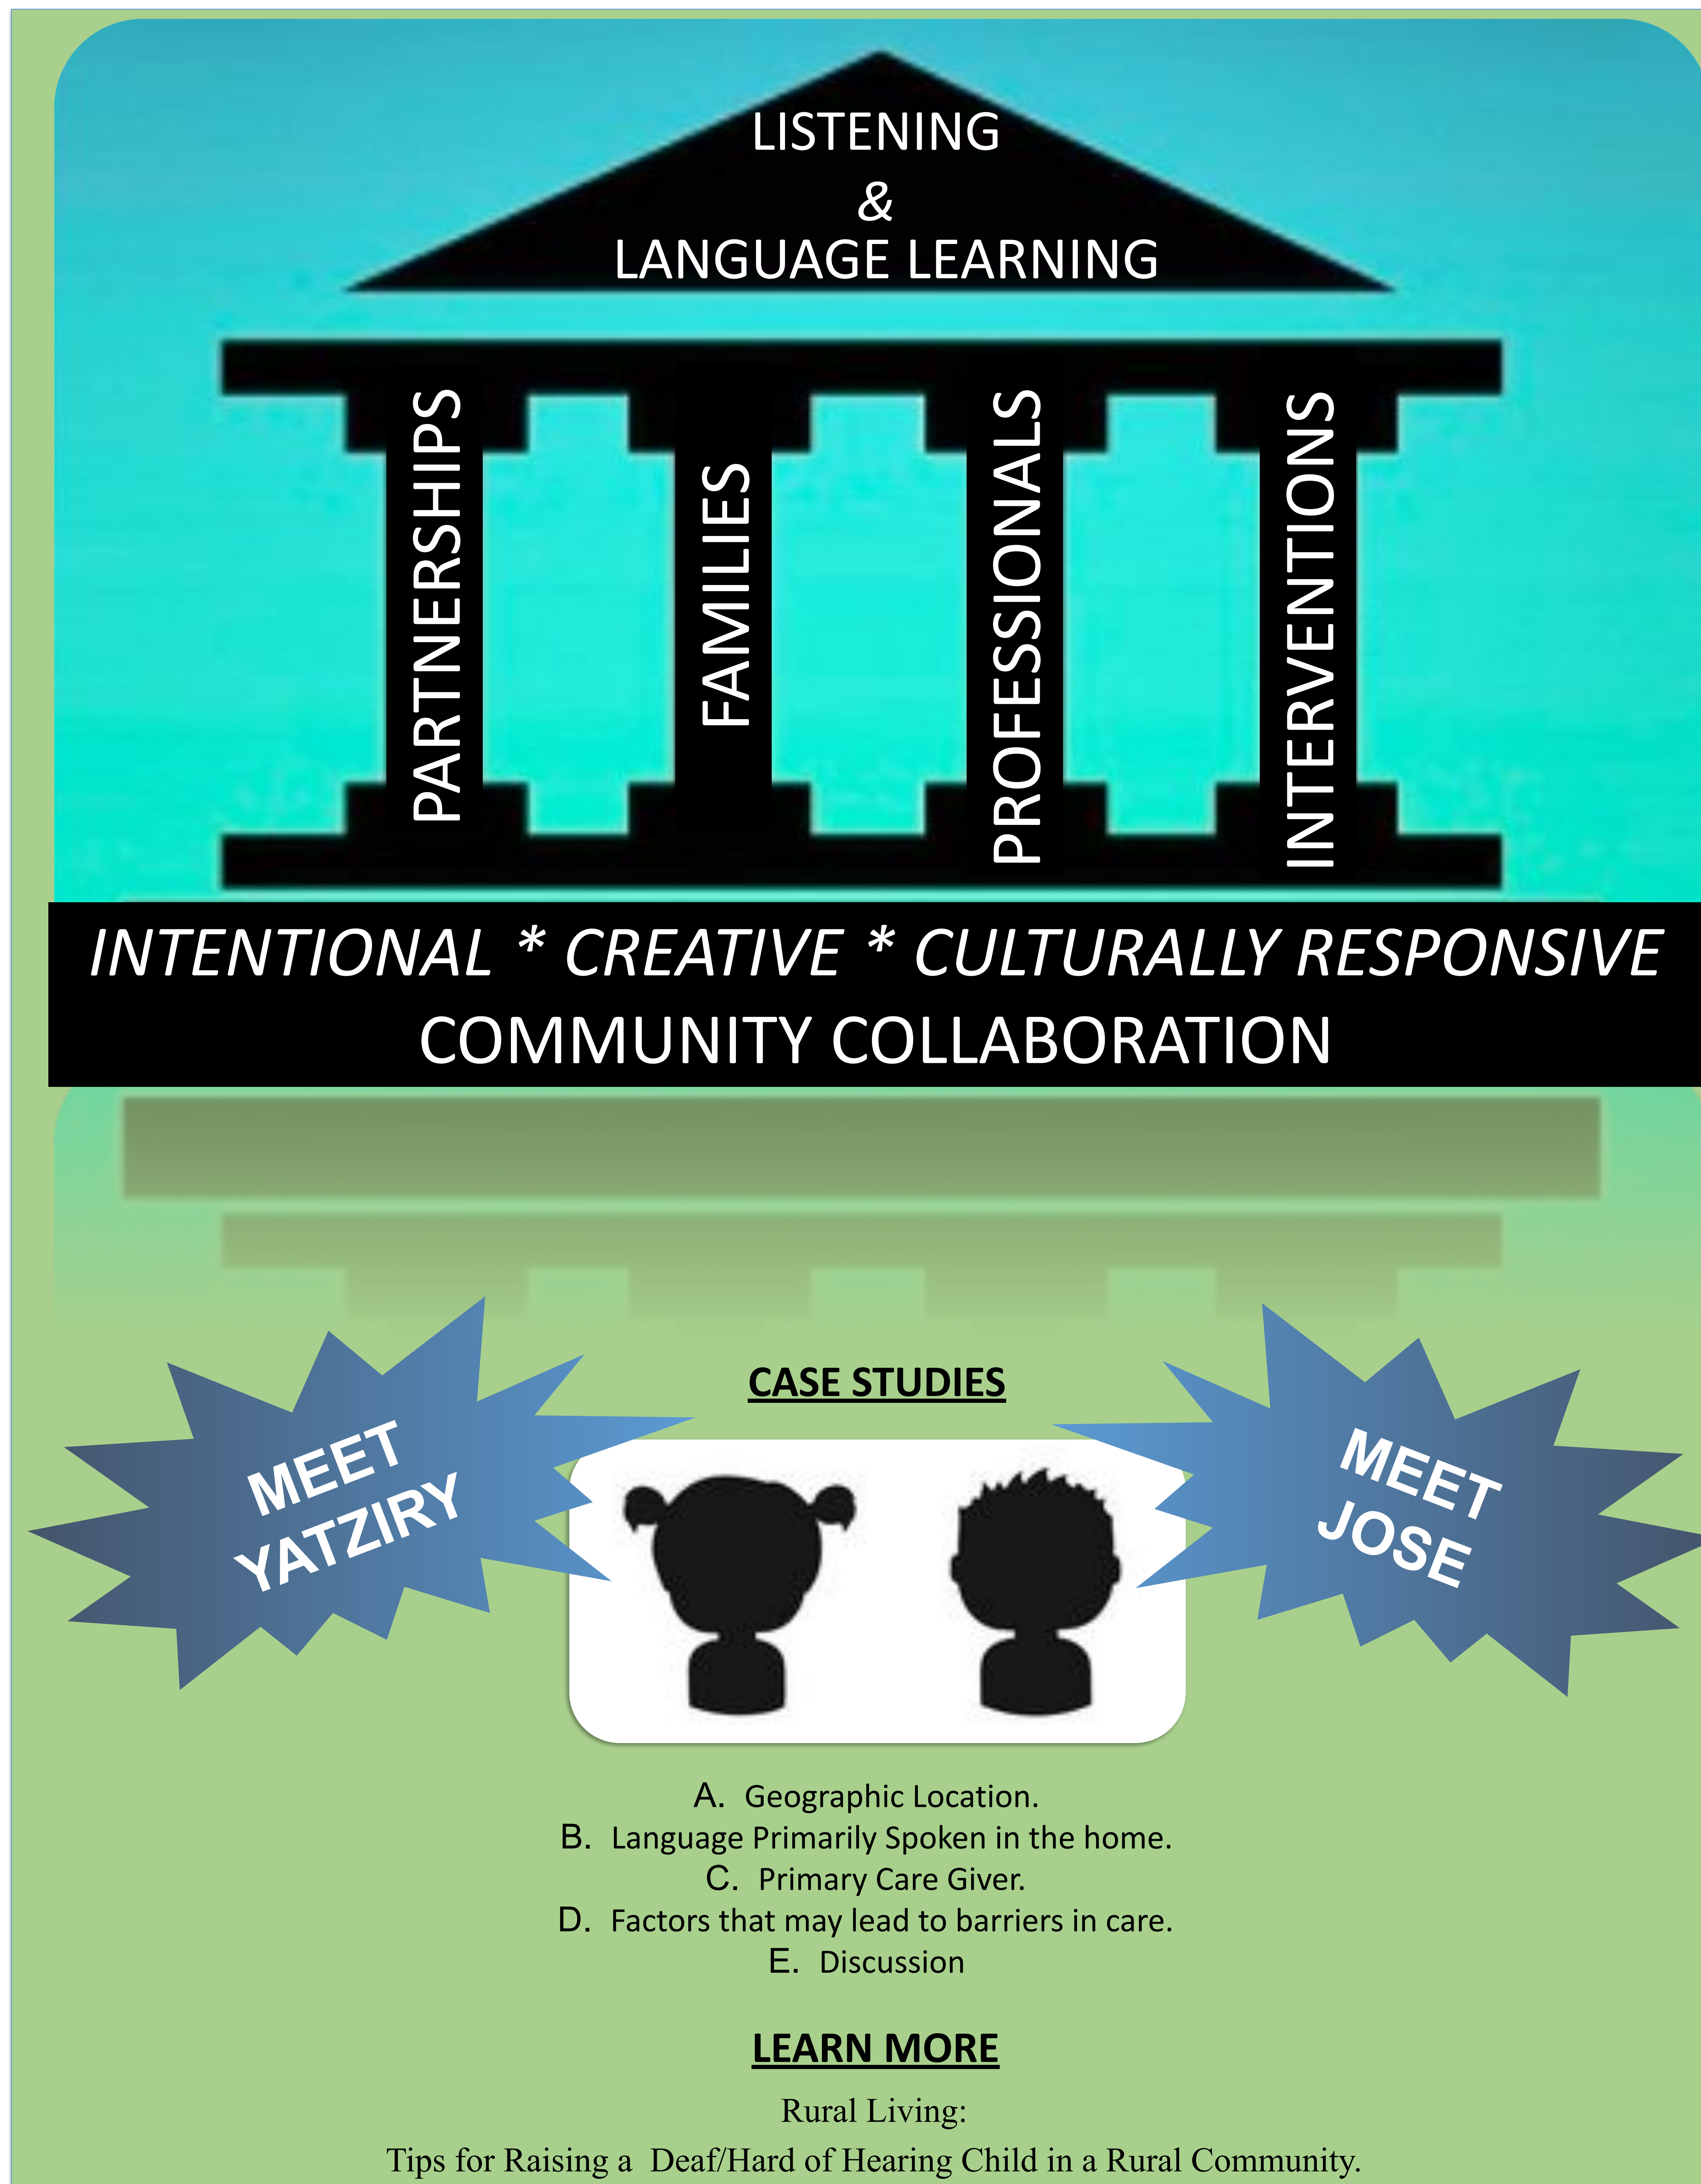 LISTENING
&
LANGUAGE LEARNING
PARTNERSHIPS
FAMILIES
PROFESSIONALS
INTERVENTIONS
INTENTIONAL * CREATIVE * CULTURALLY RESPONSIVE
COMMUNITY COLLABORATION
CASE STUDIES
MEET
YATZIRY
MEET
JOSE
A. Geographic Location.
B. Language Primarily Spoken in the home.
C. Primary Care Giver.
D. Factors that may lead to barriers in care.
E. Discussion
LEARN MORE
Rural Living:
Tips for Raising a  Deaf/Hard of Hearing Child in a Rural Community.